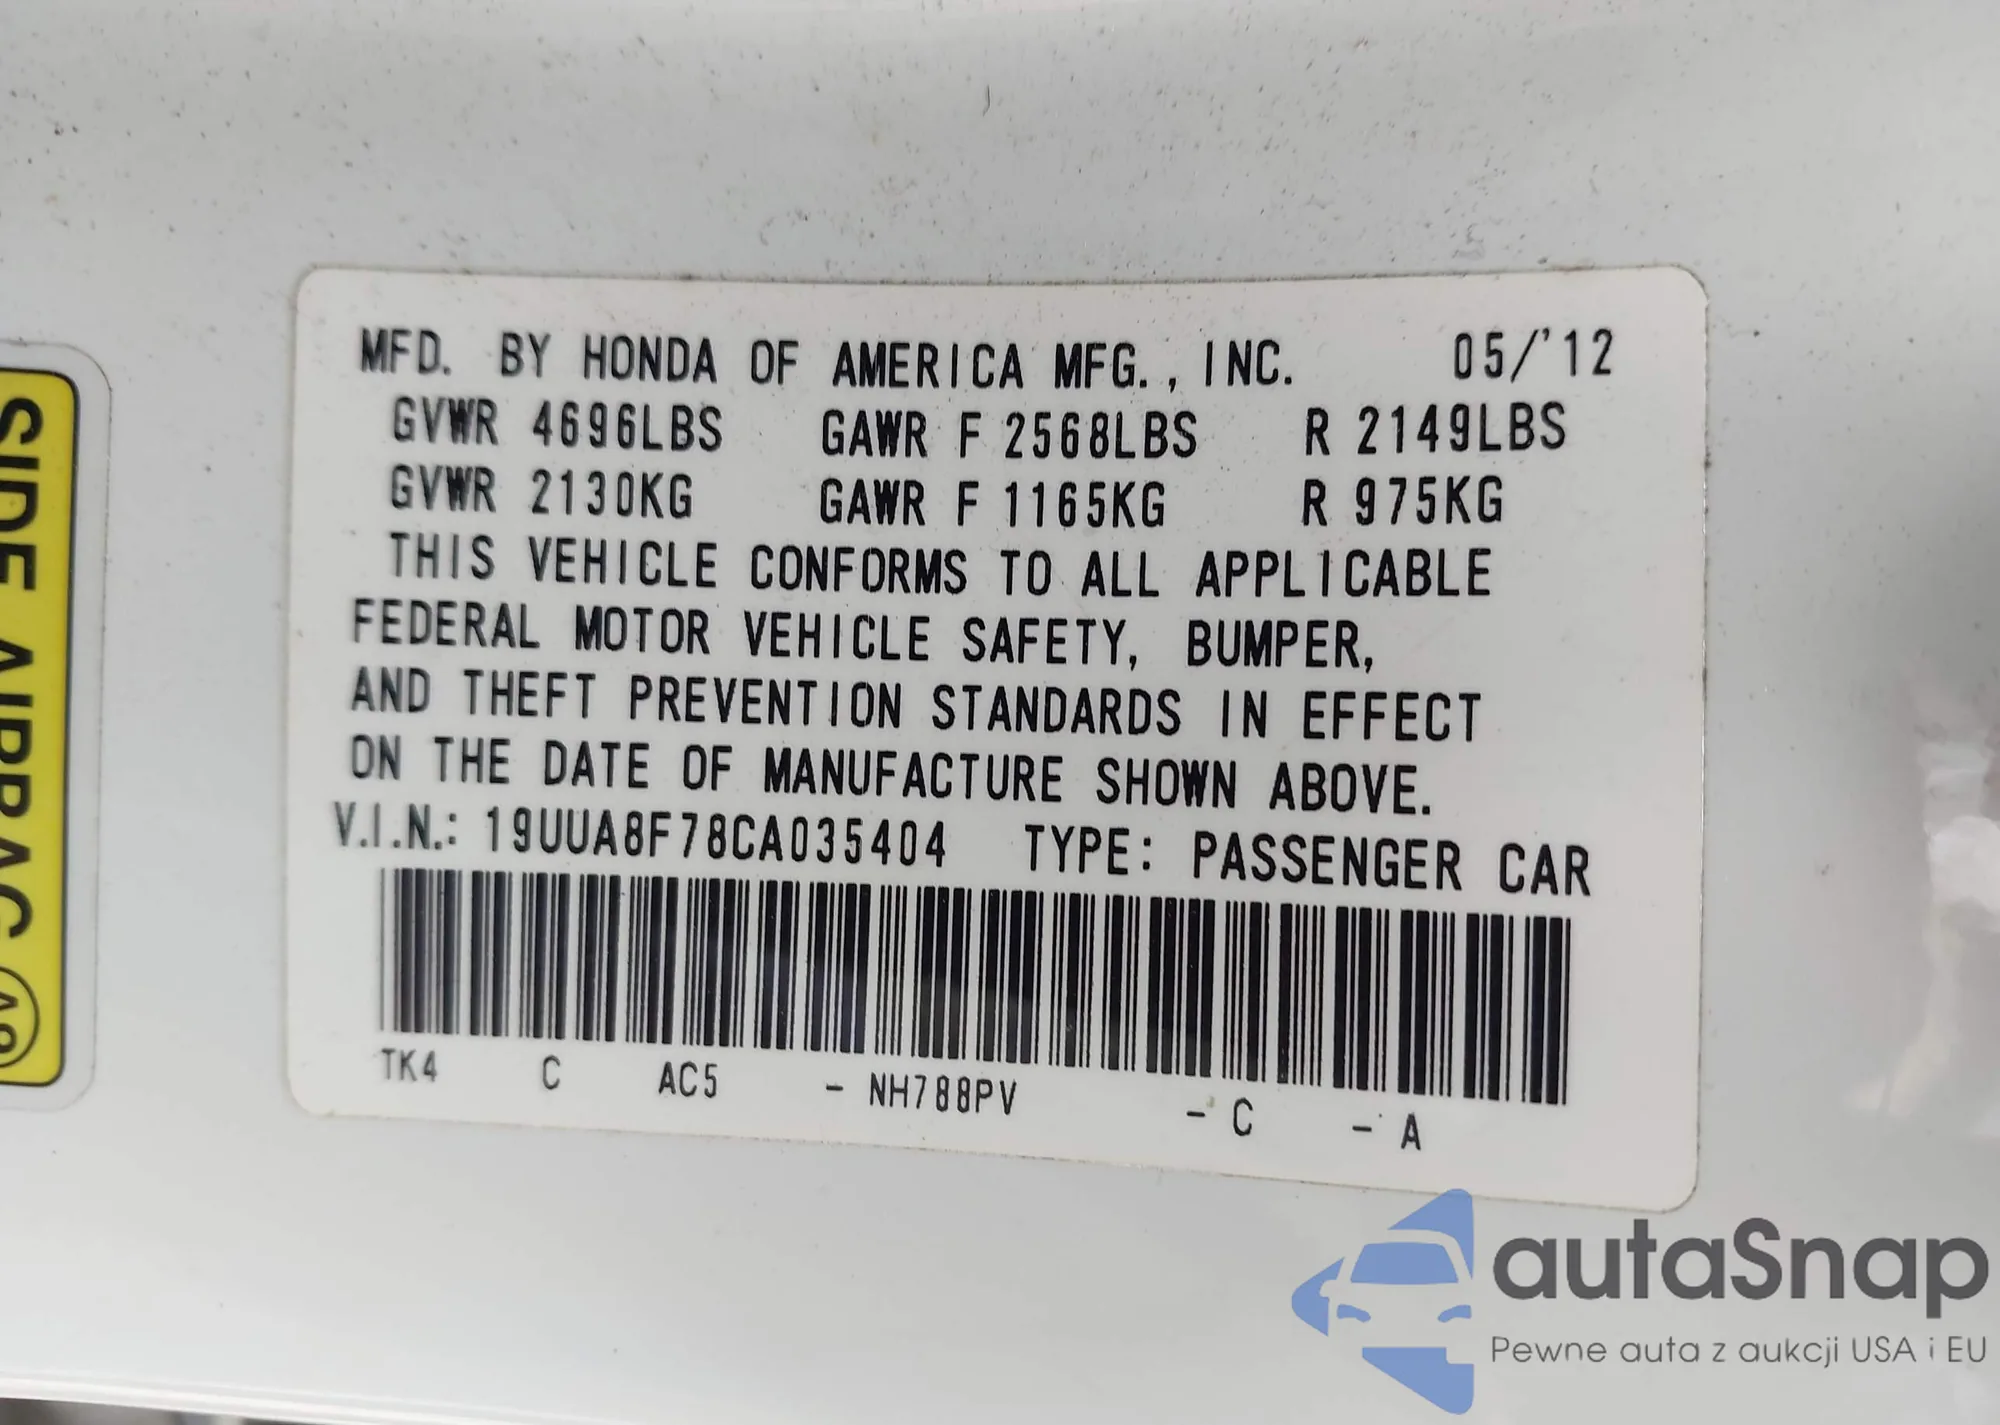 MFD. BY HONDA OF AMERICA MFG., INC. 05/'12
GVWR 4696LBS GAWR F 2568LBS R 2149LBS
GVWR 2130KG GAWR F 1165KG R 975KG
THIS VEHICLE CONFORMS TO ALL APPLICABLE
FEDERAL MOTOR VEHICLE SAFETY, BUMPER,
AND THEFT PREVENTION STANDARDS IN EFFECT
ON THE DATE OF MANUFACTURE SHOWN ABOVE.
V.I.N.: 19UUA8F78CA035404 TYPE: PASSENGER CAR
TK4 C AC5 - NH788PV - C - A
SIDE AIRBAG
autaSnap
Pewne auta z aukcji USA i EU